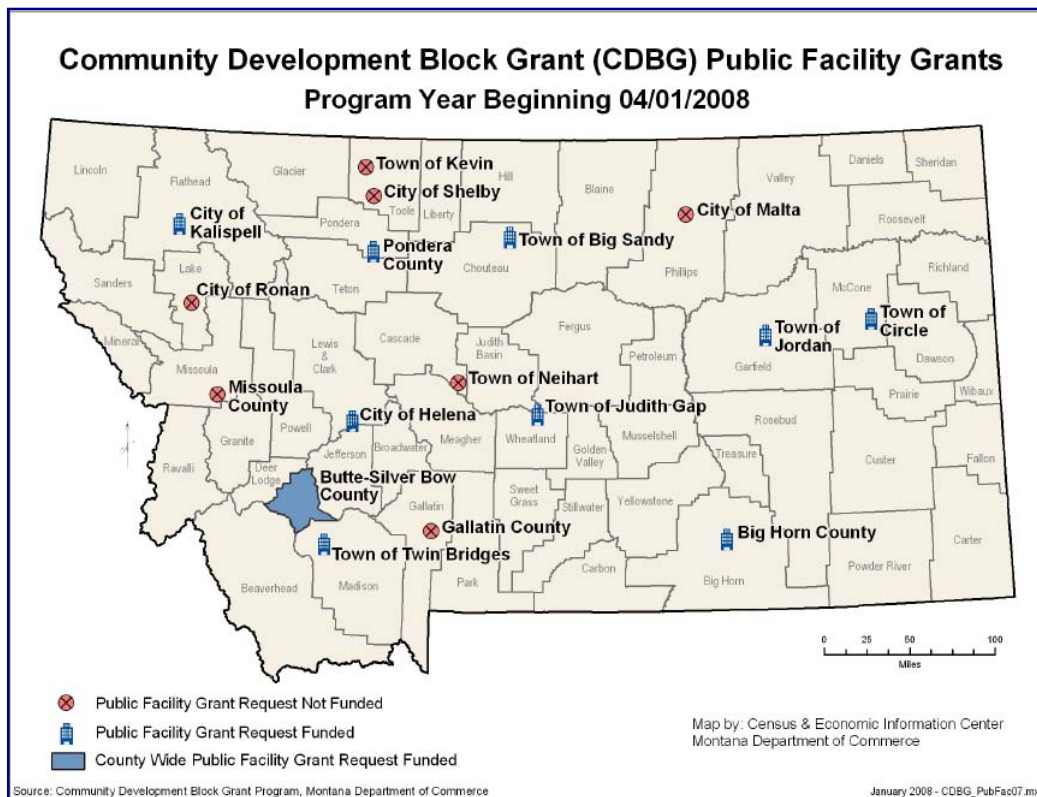 Community Development Block Grant (CDBG) Public Facility Grants
Program Year Beginning 04/01/2008
Lincoln
Flathead
Glacier
Town of Kevin
City of Shelby
Toole
Liberty
Hill
Blaine
City of Malta
Phillips
Valley
Daniels
Sheridan
Roosevelt
City of
Kalispell
Pondera
Pondera
County
Town of Big Sandy
Chouteau
Richland
McCone
Sanders
Lake
City of Ronan
Teton
Mineral
Missoula
Missoula
County
Lewis
&
Clark
Cascade
Judith
Basin
Fergus
Petroleum
Town of
Jordan
Garfield
Town of
Circle
Dawson
Prairie
Wibaux
Town of Neihart
Town of Judith Gap
City of Helena
Powell
Granite
Ravalli
Deer
Lodge
Jefferson
Broadwater
Meagher
Wheatland
Golden
Valley
Musselshell
Rosebud
Treasure
Custer
Fallon
Butte-Silver Bow
County
Gallatin
Gallatin County
Sweet
Grass
Stillwater
Yellowstone
Big Horn County
Big Horn
Carter
Powder River
Town of Twin Bridges
Beaverhead
Madison
Park
Carbon
0 25 50 100
Miles
Public Facility Grant Request Not Funded
Public Facility Grant Request Funded
County Wide Public Facility Grant Request Funded
Map by: Census & Economic Information Center
Montana Department of Commerce
Source: Community Development Block Grant Program, Montana Department of Commerce
January 2008 - CDBG_PubFac07.mx